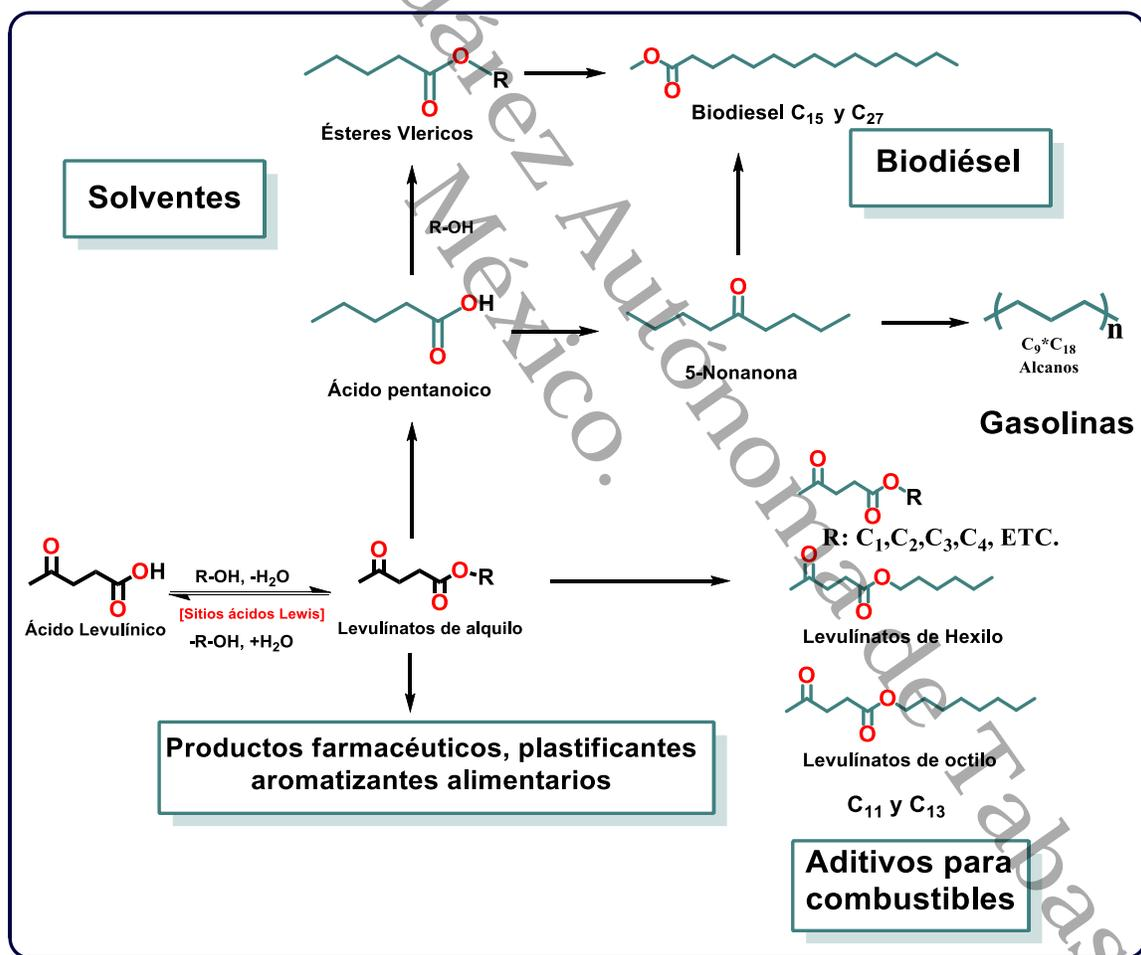 O
O
R
Ésteres Vlericos
O
O
Biodiesel C₁₅ y C₂₇
Biodiésel
Solventes
R-OH
OH
O
Ácido pentanoico
O
5-Nonanona
n
C₉*C₁₈
Alcanos
Gasolinas
O
O
R
O
R: C₁,C₂,C₃,C₄, ETC.
O
OH
O
Ácido Levulínico
R-OH, -H₂O
[Sitios ácidos Lewis]
-R-OH, +H₂O
O
O
R
O
Levulínatos de alquilo
O
O
O
Levulínatos de Hexilo
O
O
O
Levulínatos de octilo
C₁₁ y C₁₃
Productos farmacéuticos, plastificantes
aromatizantes alimentarios
Aditivos para
combustibles
Juárez Autónoma de Tabas
México.